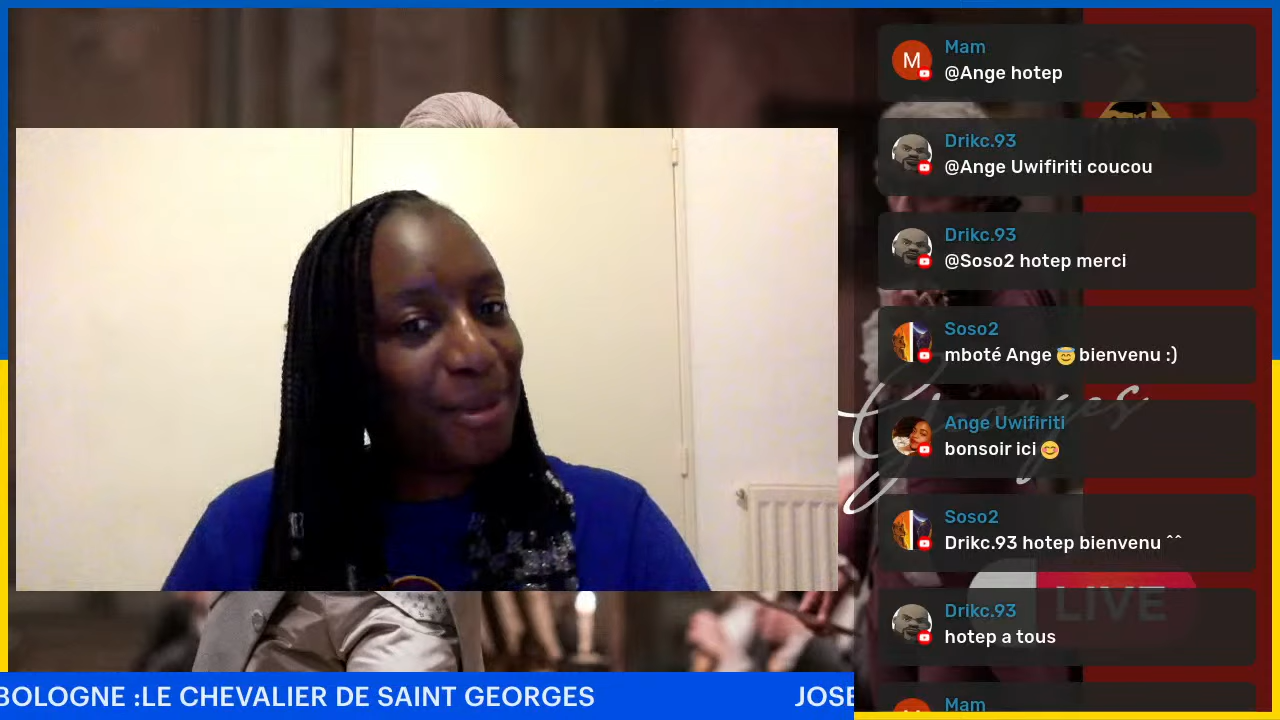 Mam
@Ange hotep
Drikc.93
@Ange Uwifiriti coucou
Drikc.93
@Soso2 hotep merci
Soso2
mboté Ange 😇 bienvenu :)
Georges
Ange Uwifiriti
bonsoir ici 😊
Soso2
Drikc.93 hotep bienvenu ^^
LIVE
Drikc.93
hotep a tous
Mam
BOLOGNE :LE CHEVALIER DE SAINT GEORGES JOSE